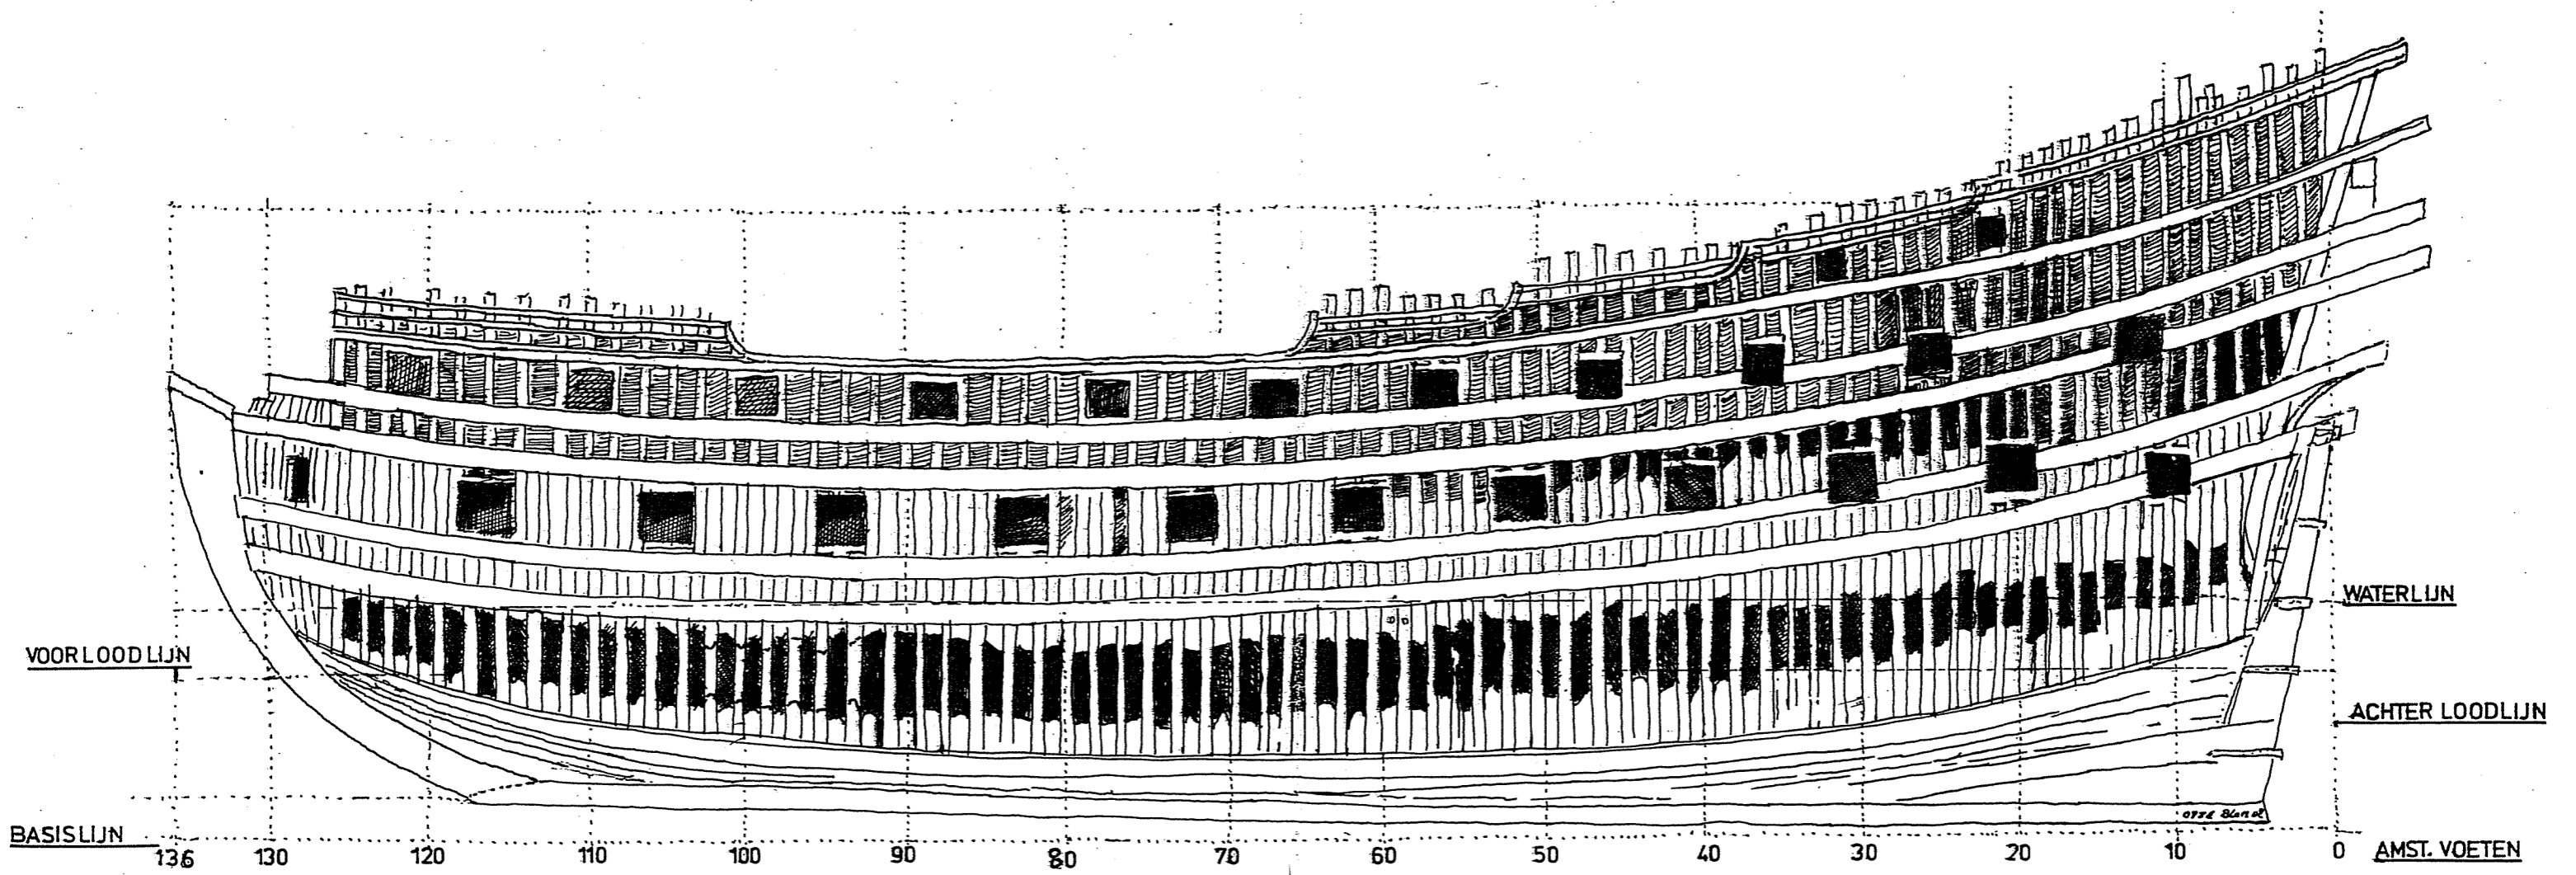 WATERLIJN
VOORLOODLIJN
ACHTER LOODLIJN
BASISLIJN
136 130 120 110 100 90 80 70 60 50 40 30 20 10 0 AMST. VOETEN